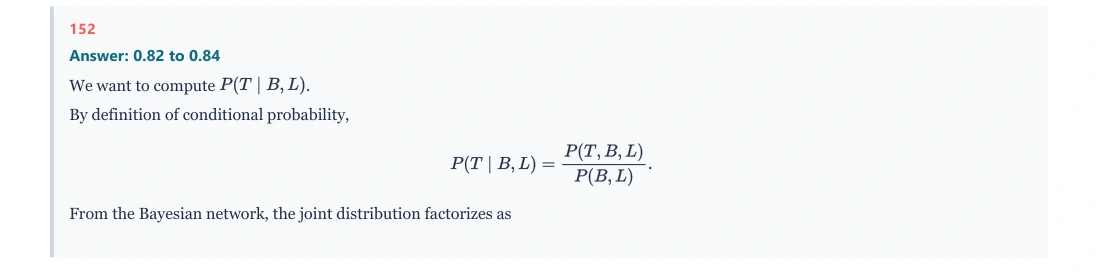 152
Answer: 0.82 to 0.84
We want to compute P(T | B, L).
By definition of conditional probability,
P(T | B, L) = P(T, B, L) / P(B, L).
From the Bayesian network, the joint distribution factorizes as